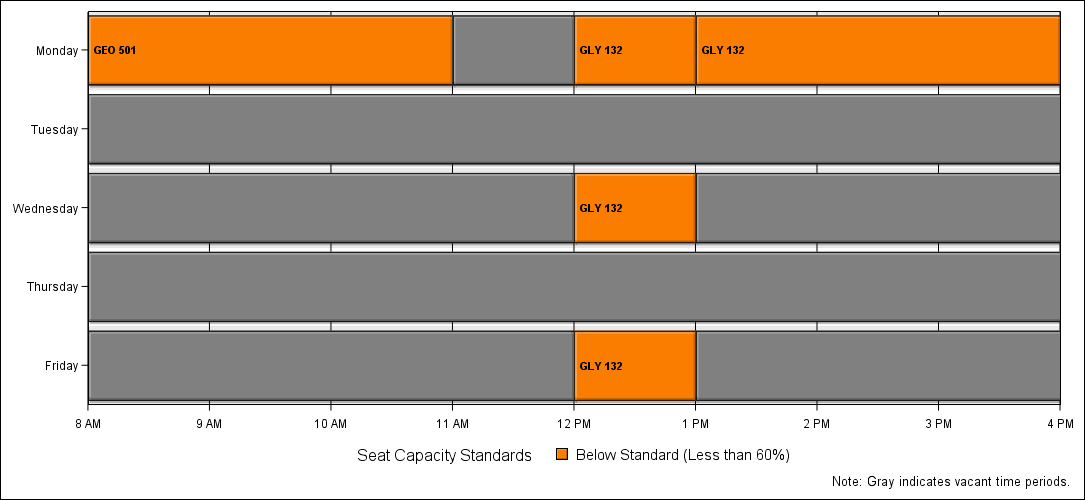 Monday
GEO 501
GLY 132
GLY 132
Tuesday
Wednesday
GLY 132
Thursday
Friday
GLY 132
8 AM 9 AM 10 AM 11 AM 12 PM 1 PM 2 PM 3 PM 4 PM
Seat Capacity Standards Below Standard (Less than 60%)
Note: Gray indicates vacant time periods.